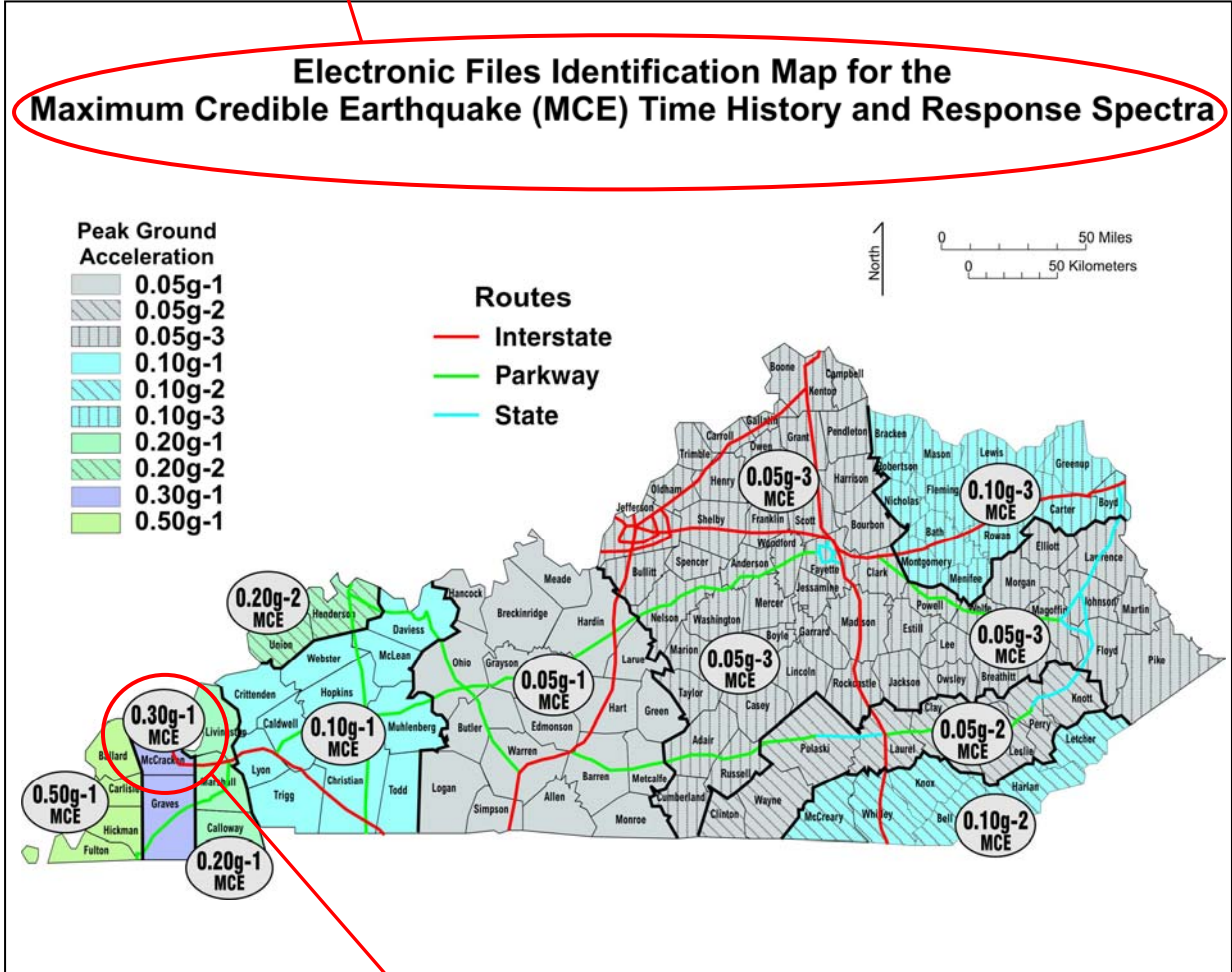 Electronic Files Identification Map for the
Maximum Credible Earthquake (MCE) Time History and Response Spectra
Peak Ground
Acceleration
0.05g-1
0.05g-2
0.05g-3
0.10g-1
0.10g-2
0.10g-3
0.20g-1
0.20g-2
0.30g-1
0.50g-1
Routes
Interstate
Parkway
State
North
0 50 Miles
0 50 Kilometers
Boone
Campbell
Kenton
Gallatin
Grant
Pendleton
Carroll
Owen
Trimble
Henry
Harrison
Oldham
Jefferson
Shelby
Franklin
Scott
Bourbon
Woodford
Fayette
Clark
Bullitt
Spencer
Anderson
Jessamine
Mercer
Nelson
Washington
Boyle
Garrard
Madison
Marion
Lincoln
Rockcastle
Taylor
Casey
Adair
Russell
Pulaski
Cumberland
Clinton
Wayne
0.05g-3
MCE
0.05g-3
MCE
Bracken
Mason
Lewis
Greenup
Robertson
Fleming
Nicholas
Carter
Boyd
Bath
Rowan
Montgomery
Menifee
0.10g-3
MCE
Elliott
Lawrence
Morgan
Johnson
Martin
Powell
Wolfe
Magoffin
Estill
Lee
Floyd
Pike
Breathitt
Jackson
Owsley
0.05g-3
MCE
Knott
Perry
Clay
Leslie
Laurel
0.05g-2
MCE
Letcher
Harlan
Knox
Bell
Whitley
McCreary
0.10g-2
MCE
Hancock
Meade
Breckinridge
Hardin
Ohio
Grayson
Larue
Hart
Green
Butler
Edmonson
Warren
Barren
Metcalfe
Logan
Simpson
Allen
Monroe
0.05g-1
MCE
0.20g-2
MCE
Henderson
Union
Daviess
Webster
McLean
Crittenden
Hopkins
Caldwell
Muhlenberg
Lyon
Christian
Trigg
Todd
0.10g-1
MCE
0.30g-1
MCE
Livingston
Ballard
McCracken
Marshall
Carlisle
Graves
Hickman
Calloway
Fulton
0.50g-1
MCE
0.20g-1
MCE